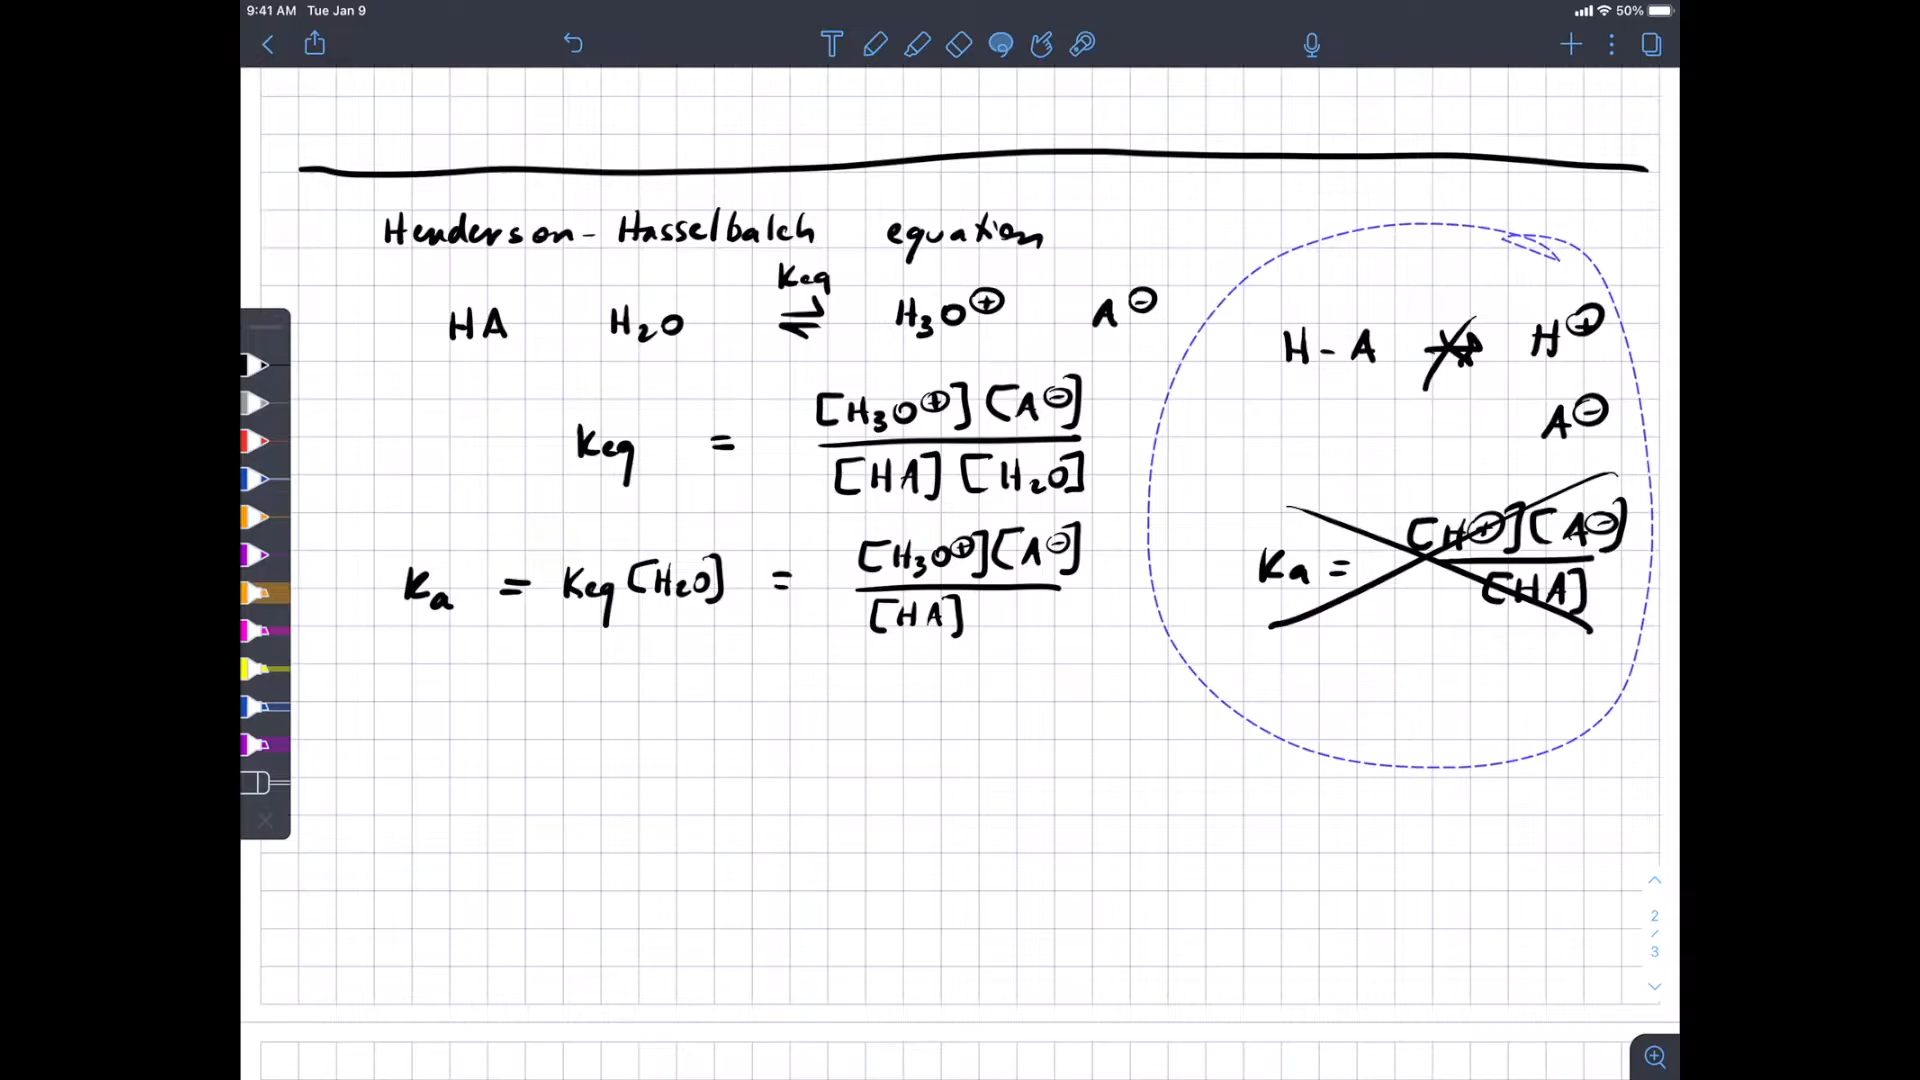 9:41 AM Tue Jan 9
50%
Henderson-Hasselbalch equation
Keq
HA H₂O ⇌ H₃O⊕ A⊖
Keq = [H₃O⊕][A⊖] / [HA][H₂O]
Ka = Keq[H₂O] = [H₃O⊕][A⊖] / [HA]
H-A → H⊕
A⊖
Ka = [H⊕][A⊖] / [HA]
2
/
3